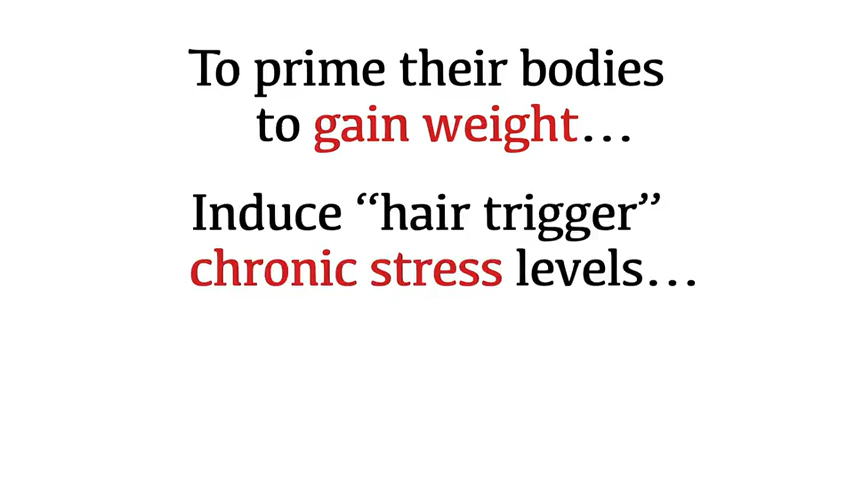 To prime their bodies
to gain weight…
Induce “hair trigger”
chronic stress levels…